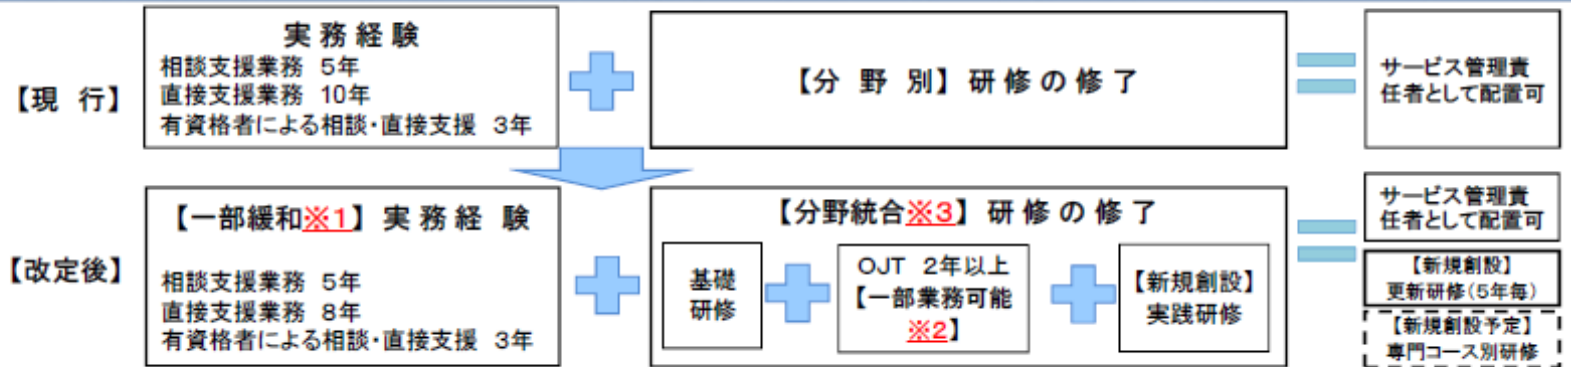 【現 行】
実 務 経 験
相談支援業務 5年
直接支援業務 10年
有資格者による相談・直接支援 3年
【分 野 別】 研 修 の 修 了
サービス管理責
任者として配置可
【改定後】
【一部緩和※1】 実 務 経 験
相談支援業務 5年
直接支援業務 8年
有資格者による相談・直接支援 3年
【分野統合※3】 研 修 の 修 了
基礎
研修
OJT 2年以上
【一部業務可能
※2】
【新規創設】
実践研修
サービス管理責
任者として配置可
【新規創設】
更新研修(5年毎)
【新規創設予定】
専門コース別研修